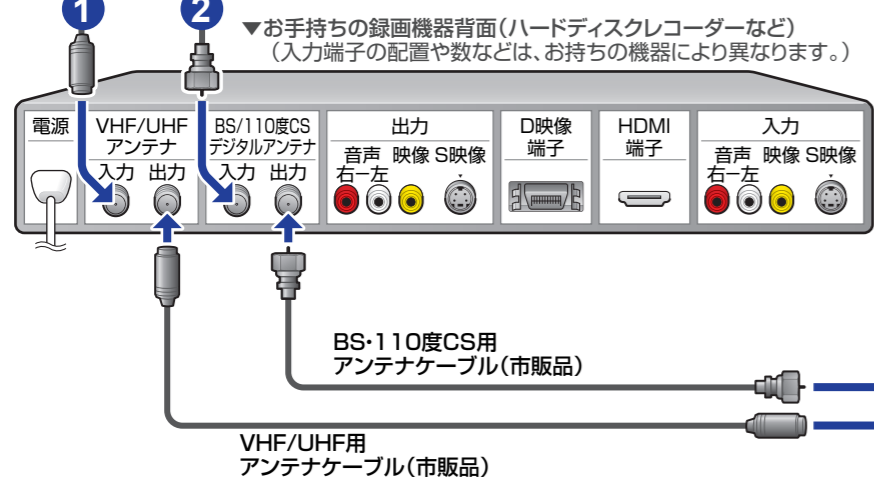 1
2
▼お手持ちの録画機器背面(ハードディスクレコーダーなど)
(入力端子の配置や数などは、お持ちの機器により異なります。)
電源
VHF/UHF
アンテナ
入力 出力
BS/110度CS
デジタルアンテナ
入力 出力
出力
音声 映像 S映像
右ー左
D映像
端子
HDMI
端子
入力
音声 映像 S映像
右ー左
BS・110度CS用
アンテナケーブル(市販品)
VHF/UHF用
アンテナケーブル(市販品)